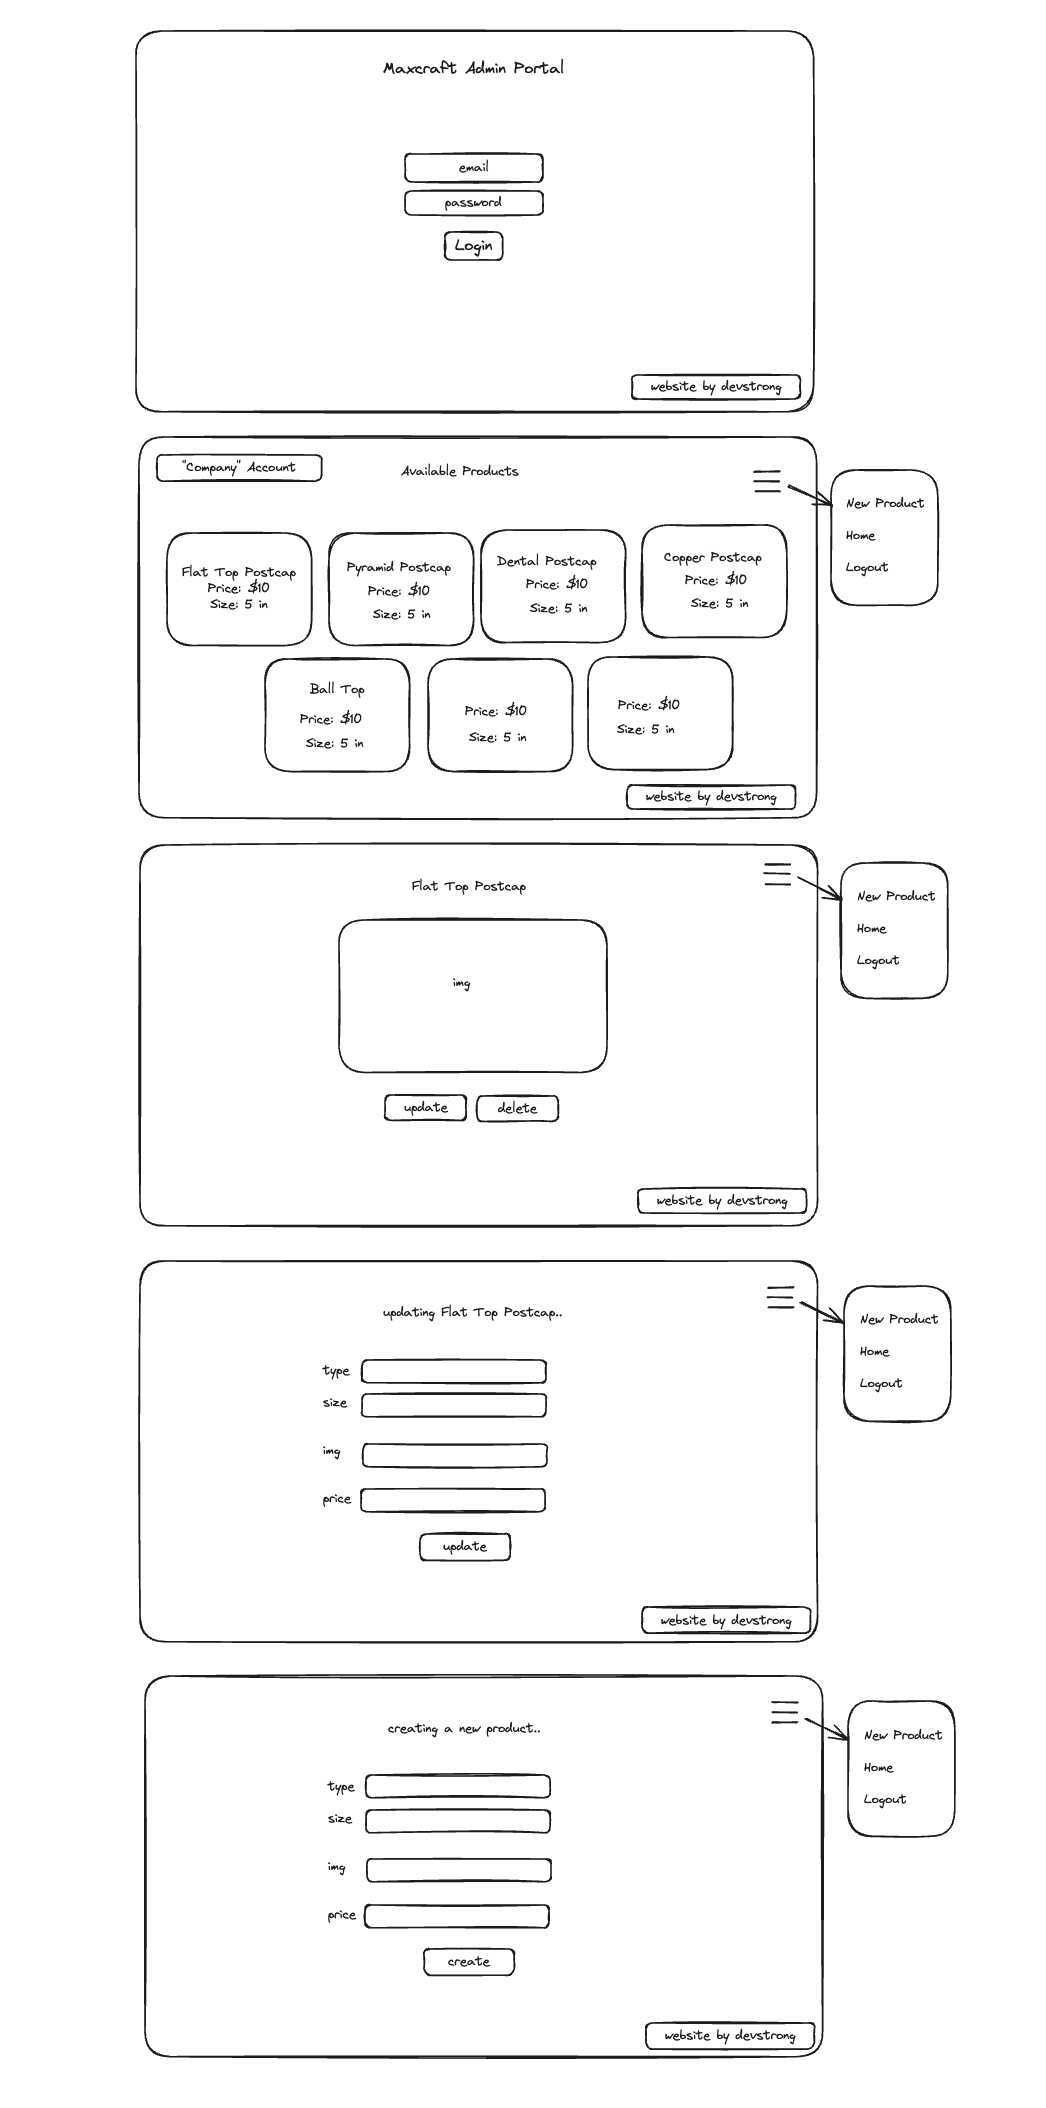 Maxcraft Admin Portal
email
password
Login
website by devstrong
"Company" Account
Available Products
New Product
Home
Logout
Flat Top Postcap
Price: $10
Size: 5 in
Pyramid Postcap
Price: $10
Size: 5 in
Dental Postcap
Price: $10
Size: 5 in
Copper Postcap
Price: $10
Size: 5 in
Ball Top
Price: $10
Size: 5 in
Price: $10
Size: 5 in
Price: $10
Size: 5 in
website by devstrong
Flat Top Postcap
New Product
Home
Logout
img
update
delete
website by devstrong
updating Flat Top Postcap..
New Product
Home
Logout
type
size
img
price
update
website by devstrong
creating a new product..
New Product
Home
Logout
type
size
img
price
create
website by devstrong